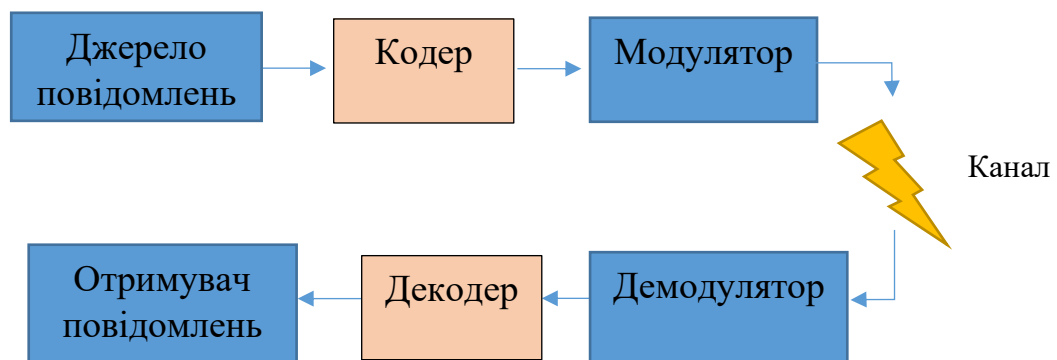 Джерело
повідомлень
Кодер
Модулятор
Канал
Отримувач
повідомлень
Декодер
Демодулятор